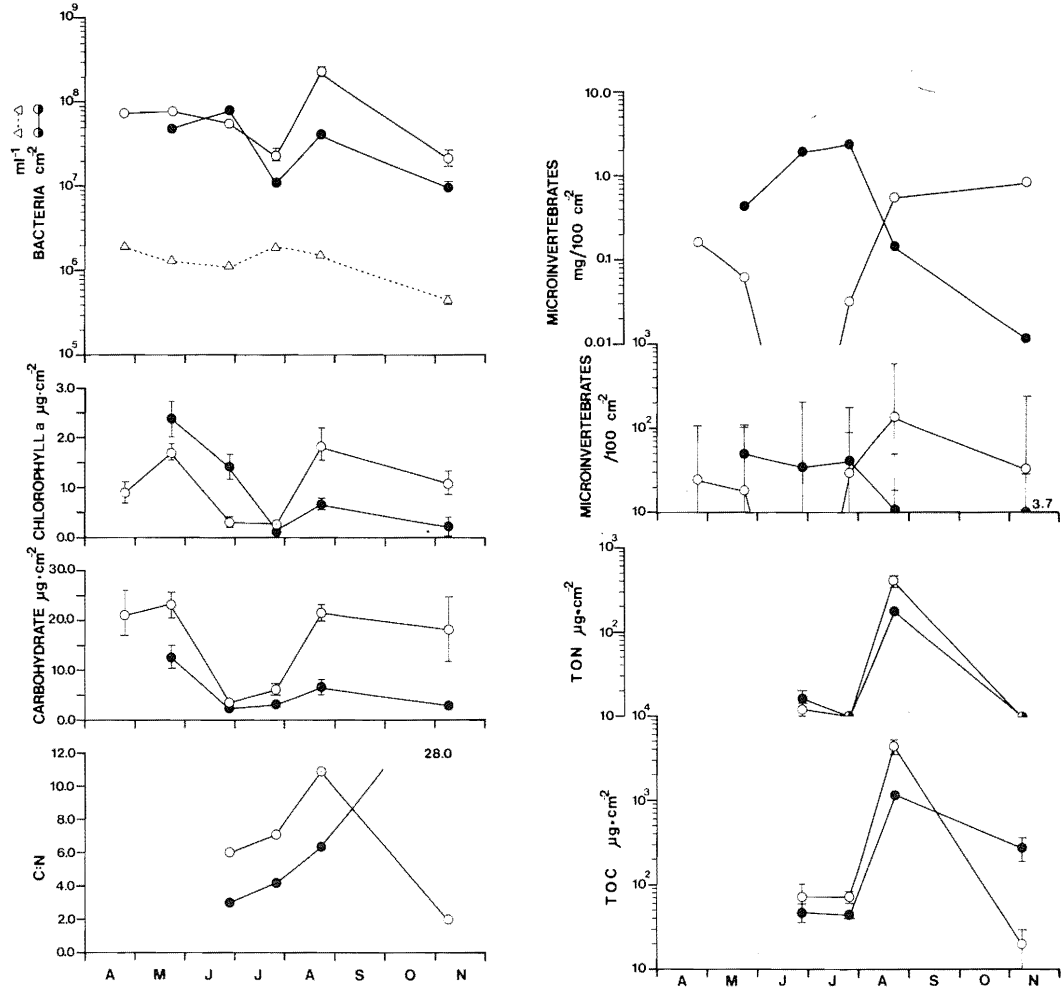 10^9
10^8
10^7
10^6
10^5
BACTERIA cm^-2
ml^-1
3.0
2.0
1.0
0.0
CHLOROPHYLL a µg·cm^-2
30.0
20.0
10.0
0.0
CARBOHYDRATE µg·cm^-2
12.0
10.0
8.0
6.0
4.0
2.0
0.0
C:N
28.0
A M J J A S O N
10.0
1.0
01
0.01
MICROINVERTEBRATES
mg/100 cm^-2
10^3
10^2
10
MICROINVERTEBRATES
/100 cm^-2
3.7
10^3
10^2
10
TON µg·cm^-2
10^4
10^3
10^2
10
TOC µg·cm^-2
A M J J A S O N